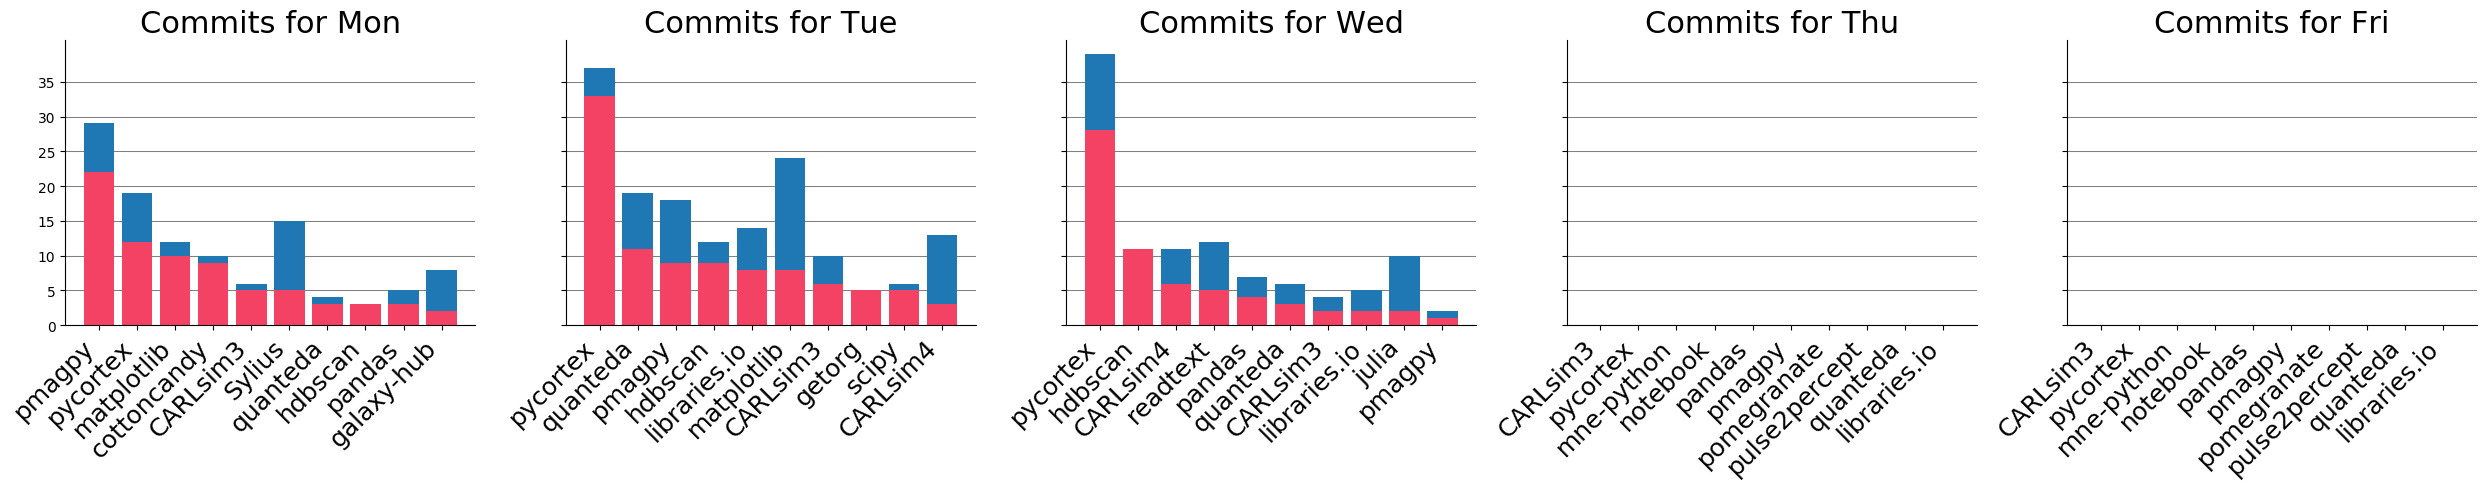 Commits for Mon
Commits for Tue
Commits for Wed
Commits for Thu
Commits for Fri
35
30
25
20
15
10
5
0
pmagpy
pycortex
matplotlib
cottoncandy
CARLsim3
Sylius
quanteda
hdbscan
pandas
galaxy-hub
pycortex
quanteda
pmagpy
hdbscan
libraries.io
matplotlib
CARLsim3
getorg
scipy
CARLsim4
pycortex
hdbscan
CARLsim4
readtext
pandas
quanteda
CARLsim3
libraries.io
julia
pmagpy
CARLsim3
pycortex
mne-python
notebook
pandas
pmagpy
pomegranate
pulse2percept
quanteda
libraries.io
CARLsim3
pycortex
mne-python
notebook
pandas
pmagpy
pomegranate
pulse2percept
quanteda
libraries.io